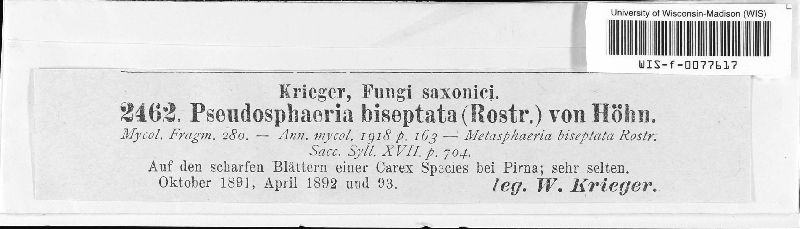 University of Wisconsin-Madison (WIS)
WIS-f-0077617
Krieger, Fungi saxonici.
2462. Pseudosphaeria biseptata (Rostr.) von Höhn.
Mycol. Fragm. 280. — Ann. mycol. 1918 p. 163 — Metasphaeria biseptata Rostr.
Sacc. Syll. XVII, p. 704.
Auf den scharfen Blättern einer Carex Species bei Pirna; sehr selten.
Oktober 1891, April 1892 und 93. leg. W. Krieger.